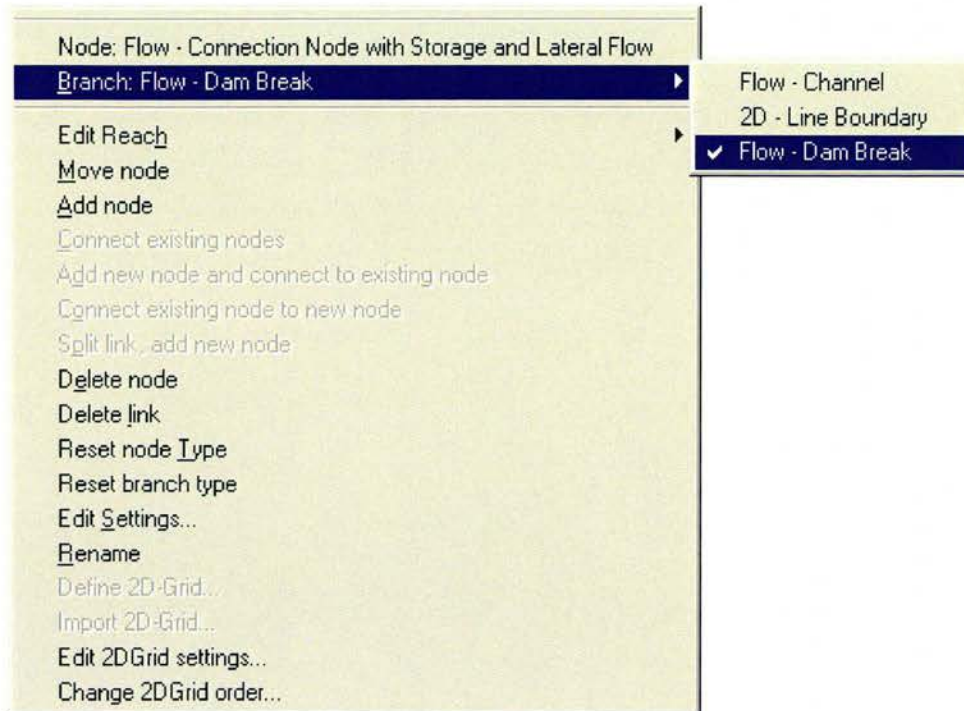 Node: Flow - Connection Node with Storage and Lateral Flow
Branch: Flow - Dam Break
Flow - Channel
2D - Line Boundary
Flow - Dam Break
Edit Reach
Move node
Add node
Connect existing nodes
Add new node and connect to existing node
Connect existing node to new node
Split link, add new node
Delete node
Delete link
Reset node Type
Reset branch type
Edit Settings...
Rename
Define 2D-Grid...
Import 2D-Grid...
Edit 2DGrid settings...
Change 2DGrid order...